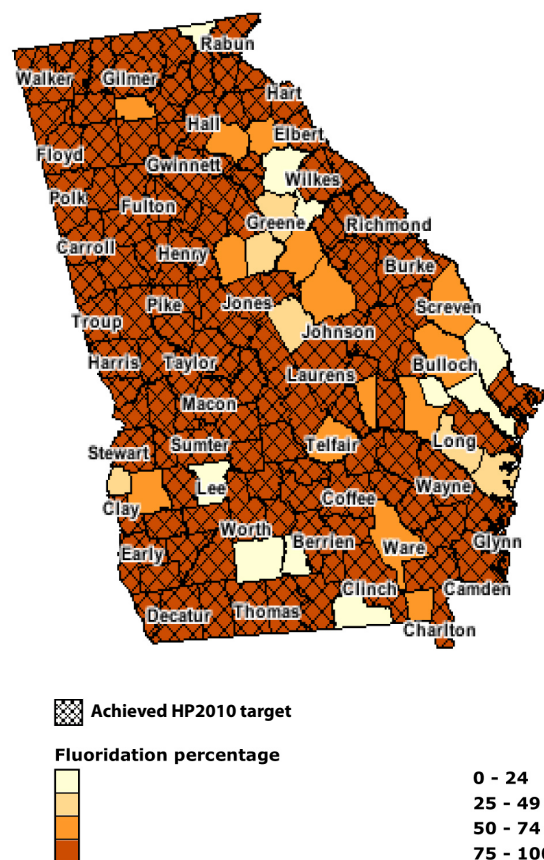 Rabun
Walker Gilmer
Hart
Hall
Elbert
Floyd
Gwinnett
Wilkes
Polk
Fulton
Greene
Richmond
Carroll
Henry
Burke
Pike
Jones
Screven
Troup
Johnson
Harris
Taylor
Bulloch
Laurens
Macon
Stewart
Sumter
Telfair
Long
Lee
Clay
Coffee
Wayne
Worth
Early
Berrien
Ware
Glynn
Clinch
Camden
Decatur
Thomas
Charlton
Achieved HP2010 target
Fluoridation percentage
0 - 24
25 - 49
50 - 74
75 - 100